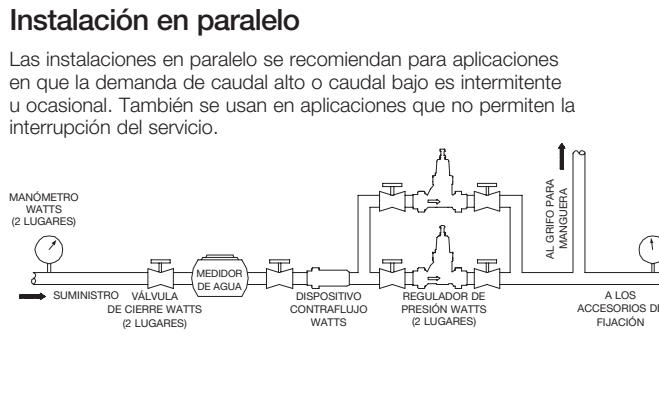 Instalación en paralelo
Las instalaciones en paralelo se recomiendan para aplicaciones
en que la demanda de caudal alto o caudal bajo es intermitente
u ocasional. También se usan en aplicaciones que no permiten la
interrupción del servicio.
MANÓMETRO
WATTS
(2 LUGARES)
AL GRIFO PARA
MANGUERA
MEDIDOR
DE AGUA
SUMINISTRO
VÁLVULA
DE CIERRE WATTS
(2 LUGARES)
DISPOSITIVO
CONTRAFLUJO
WATTS
REGULADOR DE
PRESIÓN WATTS
(2 LUGARES)
A LOS
ACCESORIOS DE
FIJACIÓN